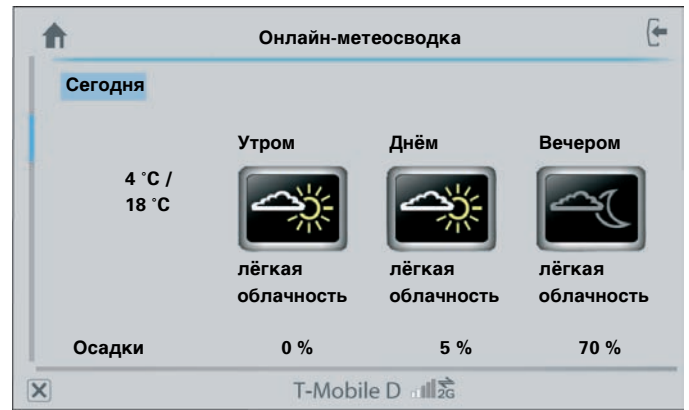 Онлайн-метеосводка
Сегодня
Утром Днём Вечером
4 °C /
18 °C
лёгкая лёгкая лёгкая
облачность облачность облачность
Осадки 0 % 5 % 70 %
T-Mobile D 2G